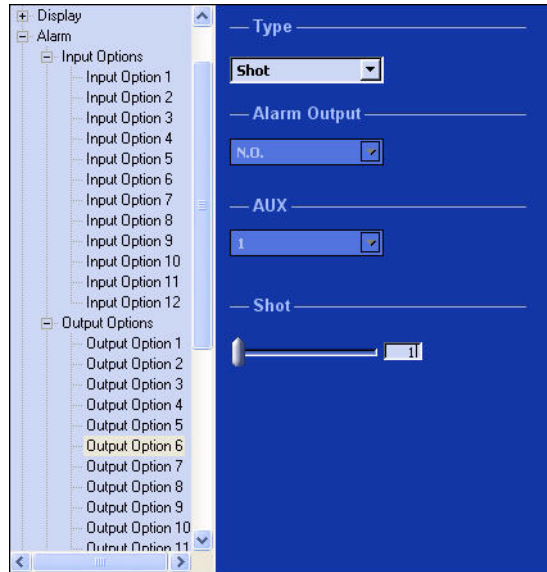 Display
Alarm
Input Options
Input Option 1
Input Option 2
Input Option 3
Input Option 4
Input Option 5
Input Option 6
Input Option 7
Input Option 8
Input Option 9
Input Option 10
Input Option 11
Input Option 12
Output Options
Output Option 1
Output Option 2
Output Option 3
Output Option 4
Output Option 5
Output Option 6
Output Option 7
Output Option 8
Output Option 9
Output Option 10
Output Option 11
Type
Shot
Alarm Output
N.O.
AUX
1
Shot
1